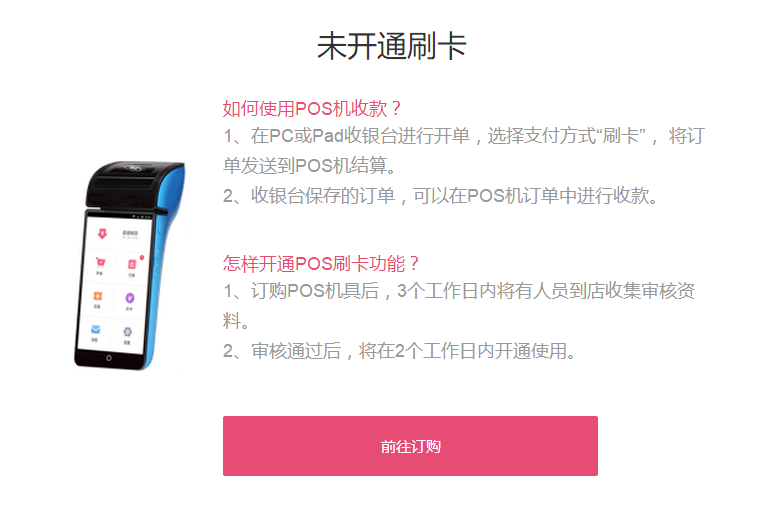 未开通刷卡
如何使用POS机收款？
1、在PC或Pad收银台进行开单，选择支付方式“刷卡”， 将订
单发送到POS机结算。
2、收银台保存的订单，可以在POS机订单中进行收款。
怎样开通POS刷卡功能？
1、订购POS机具后，3个工作日内将有人员到店收集审核资
料。
2、审核通过后，将在2个工作日内开通使用。
前往订购